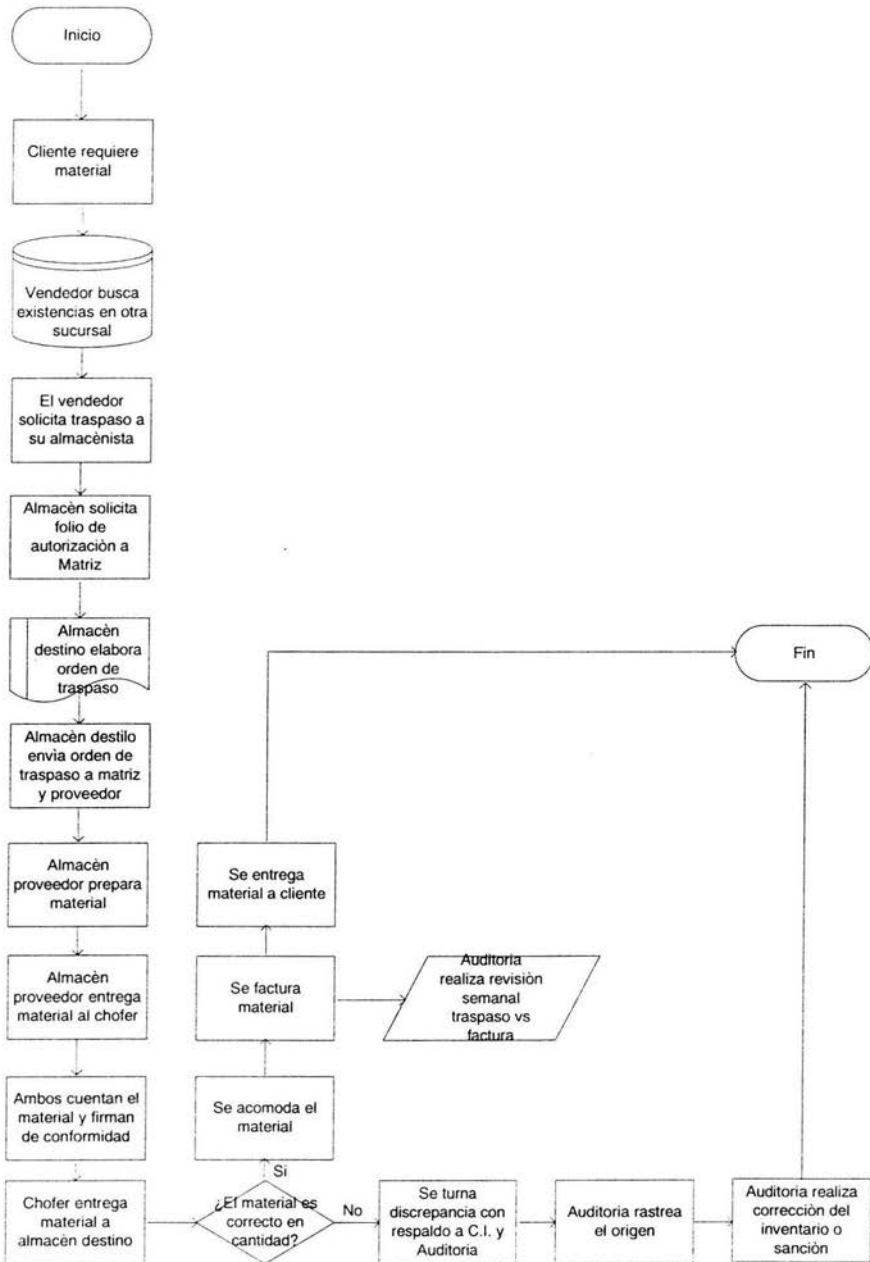 Inicio
Cliente requiere
material
Vendedor busca
existencias en otra
sucursal
El vendedor
solicita traspaso a
su almacènista
Almacèn solicita
folio de
autorizaciòn a
Matriz
Almacèn
destino elabora
orden de
traspaso
Almacèn destilo
envìa orden de
traspaso a matriz
y proveedor
Almacèn
proveedor prepara
material
Almacèn
proveedor entrega
material al chofer
Ambos cuentan el
material y firman
de conformidad
Chofer entrega
material a
almacèn destino
¿El material es
correcto en
cantidad?
Si
Se acomoda el
material
Se factura
material
Auditoria
realiza revisiòn
semanal
traspaso vs
factura
Se entrega
material a cliente
No
Se turna
discrepancia con
respaldo a C.I. y
Auditoria
Auditoria rastrea
el origen
Auditoria realiza
correcciòn del
inventario o
sanciòn
Fin